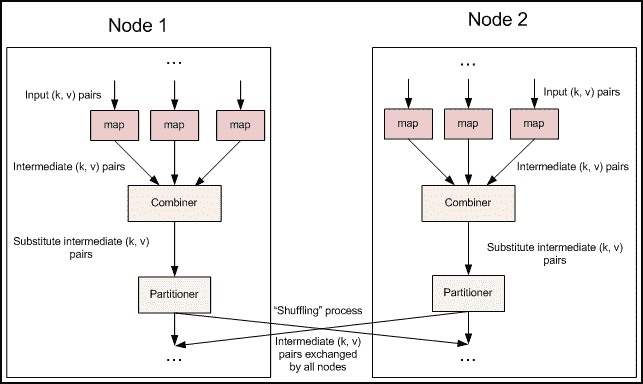 Node 1
Node 2
...
...
Input (k, v) pairs
Input (k, v) pairs
map
map
map
map
map
map
Intermediate (k, v) pairs
Intermediate (k, v) pairs
Combiner
Combiner
Substitute intermediate (k, v)
pairs
Substitute intermediate (k, v)
pairs
Partitioner
Partitioner
“Shuffling” process
Intermediate (k, v)
pairs exchanged
by all nodes
...
...